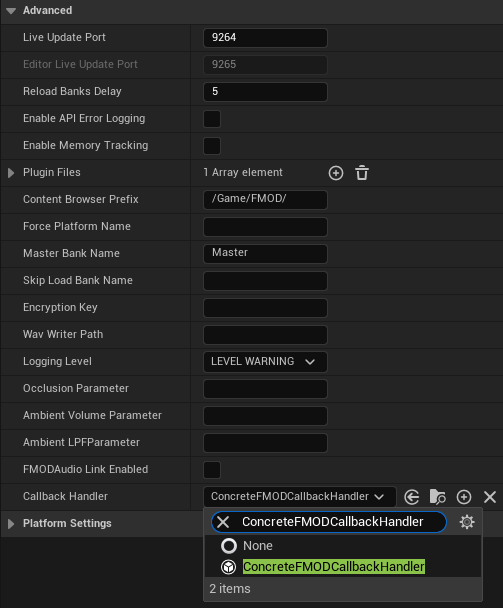 Advanced
Live Update Port 9264
Editor Live Update Port 9265
Reload Banks Delay 5
Enable API Error Logging
Enable Memory Tracking
Plugin Files 1 Array element
Content Browser Prefix /Game/FMOD/
Force Platform Name
Master Bank Name Master
Skip Load Bank Name
Encryption Key
Wav Writer Path
Logging Level LEVEL WARNING
Occlusion Parameter
Ambient Volume Parameter
Ambient LPFParameter
FMODAudio Link Enabled
Callback Handler ConcreteFMODCallbackHandler
Platform Settings
ConcreteFMODCallbackHandler
None
ConcreteFMODCallbackHandler
2 items